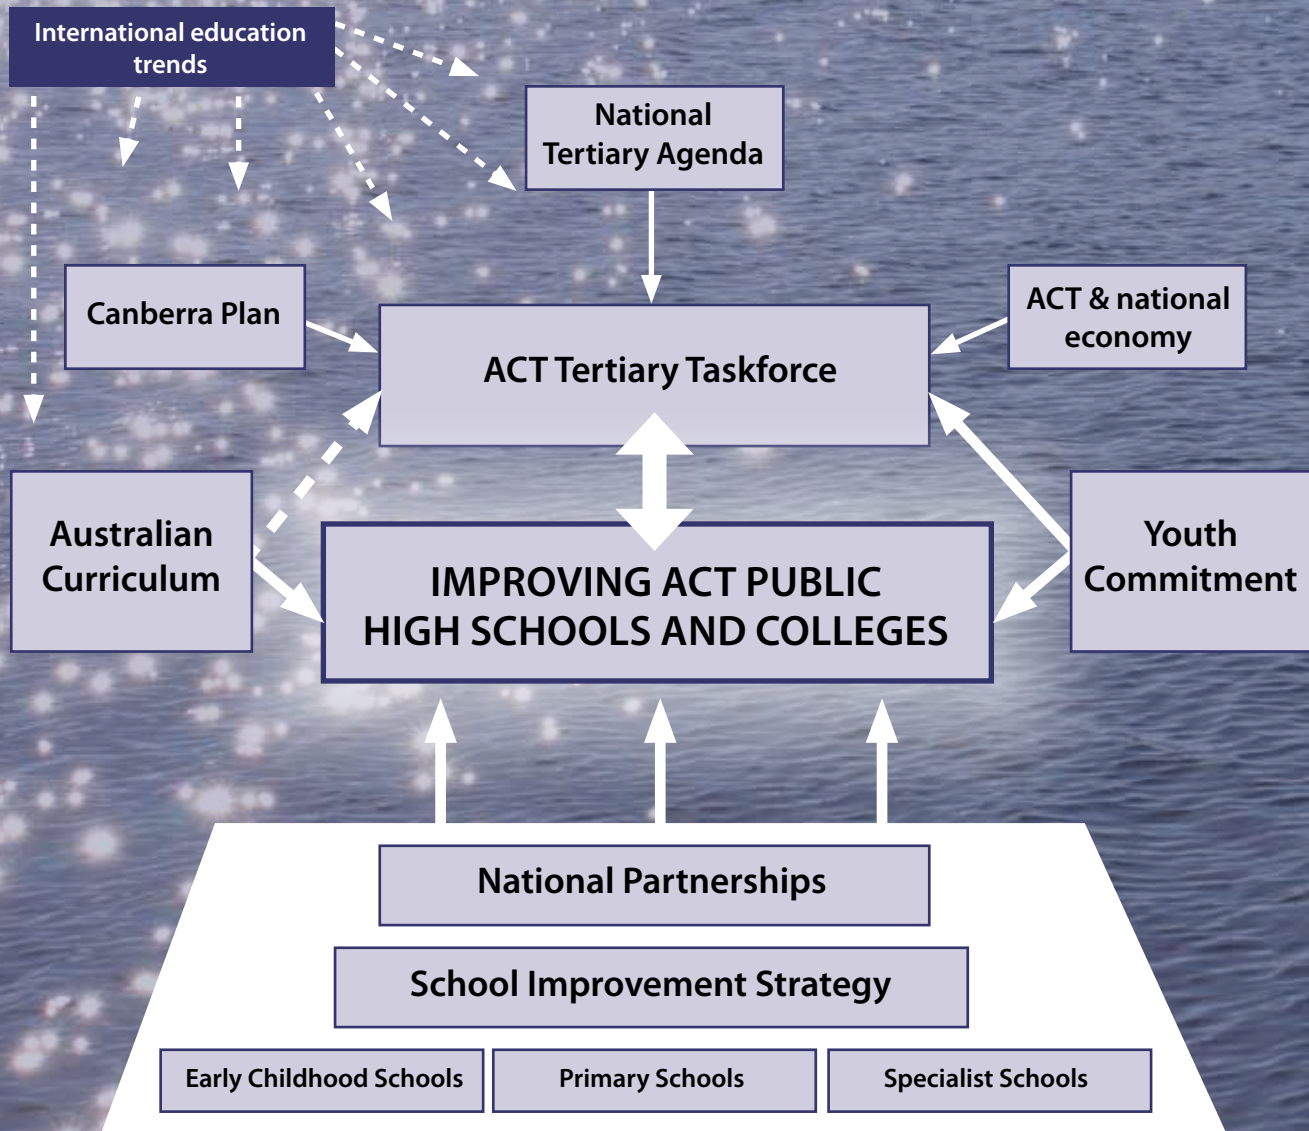 International education
trends
National
Tertiary Agenda
Canberra Plan
ACT & national
economy
ACT Tertiary Taskforce
Australian
Curriculum
Youth
Commitment
IMPROVING ACT PUBLIC
HIGH SCHOOLS AND COLLEGES
National Partnerships
School Improvement Strategy
Early Childhood Schools
Primary Schools
Specialist Schools